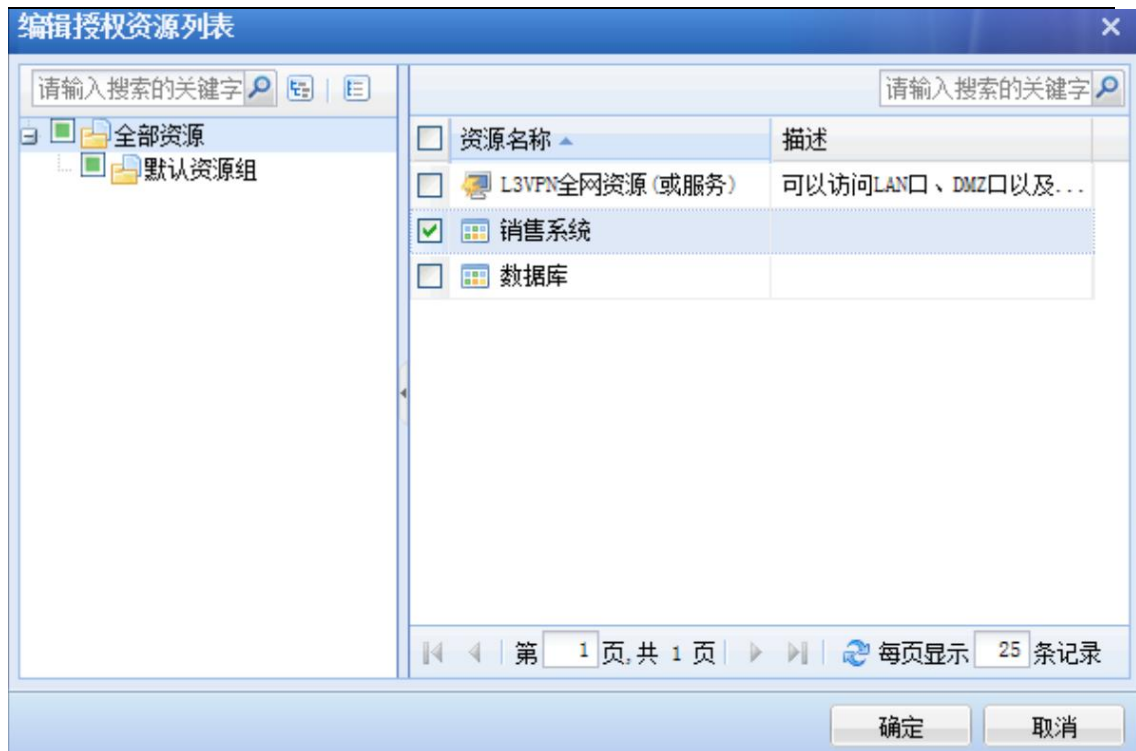 编辑授权资源列表
请输入搜索的关键字
请输入搜索的关键字
全部资源
默认资源组
资源名称 描述
L3VPN全网资源(或服务) 可以访问LAN口、DMZ口以及...
销售系统
数据库
第 1 页,共 1 页 每页显示 25 条记录
确定 取消